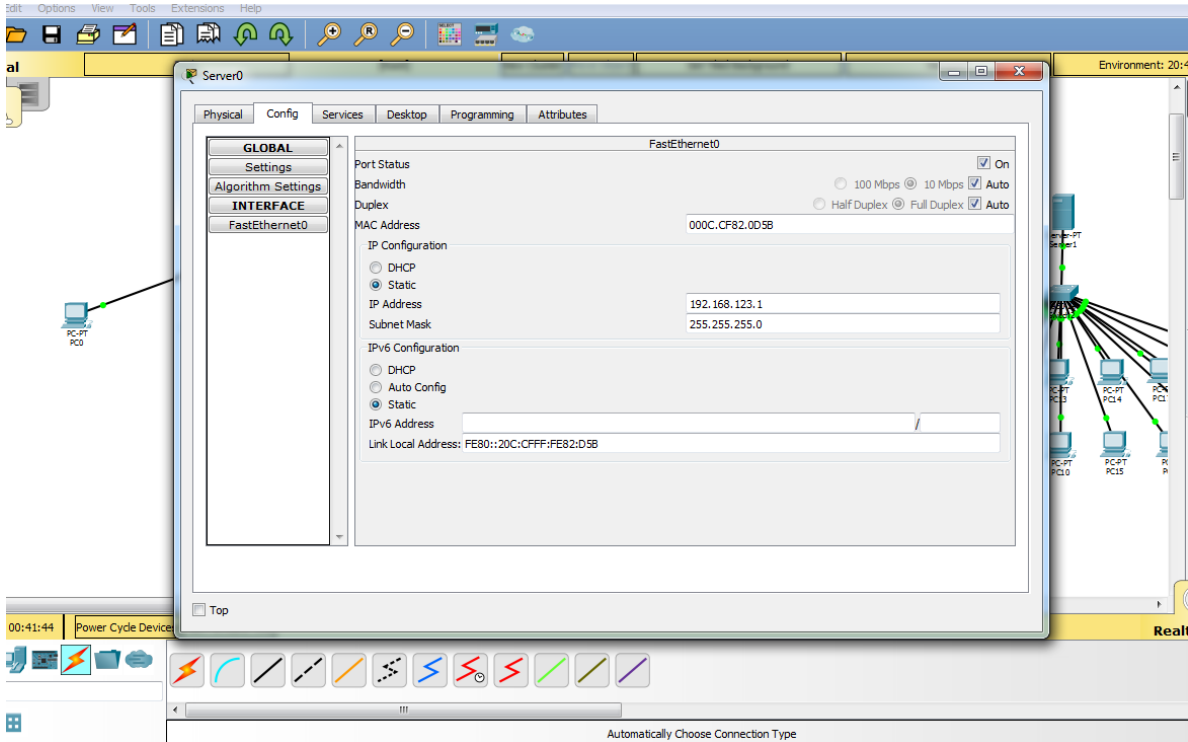 Edit Options View Tools Extensions Help
al
Environment: 20:4
Server0
Physical Config Services Desktop Programming Attributes
GLOBAL
Settings
Algorithm Settings
INTERFACE
FastEthernet0
FastEthernet0
Port Status On
Bandwidth 100 Mbps 10 Mbps Auto
Duplex Half Duplex Full Duplex Auto
MAC Address 000C.CF82.0D5B
IP Configuration
DHCP
Static
IP Address 192.168.123.1
Subnet Mask 255.255.255.0
IPv6 Configuration
DHCP
Auto Config
Static
IPv6 Address /
Link Local Address: FE80::20C:CFFF:FE82:D5B
PC-PT
PC0
PC-PT
PC14
PC-PT
PC10
PC-PT
PC15
Top
00:41:44 Power Cycle Device
Realt
Automatically Choose Connection Type